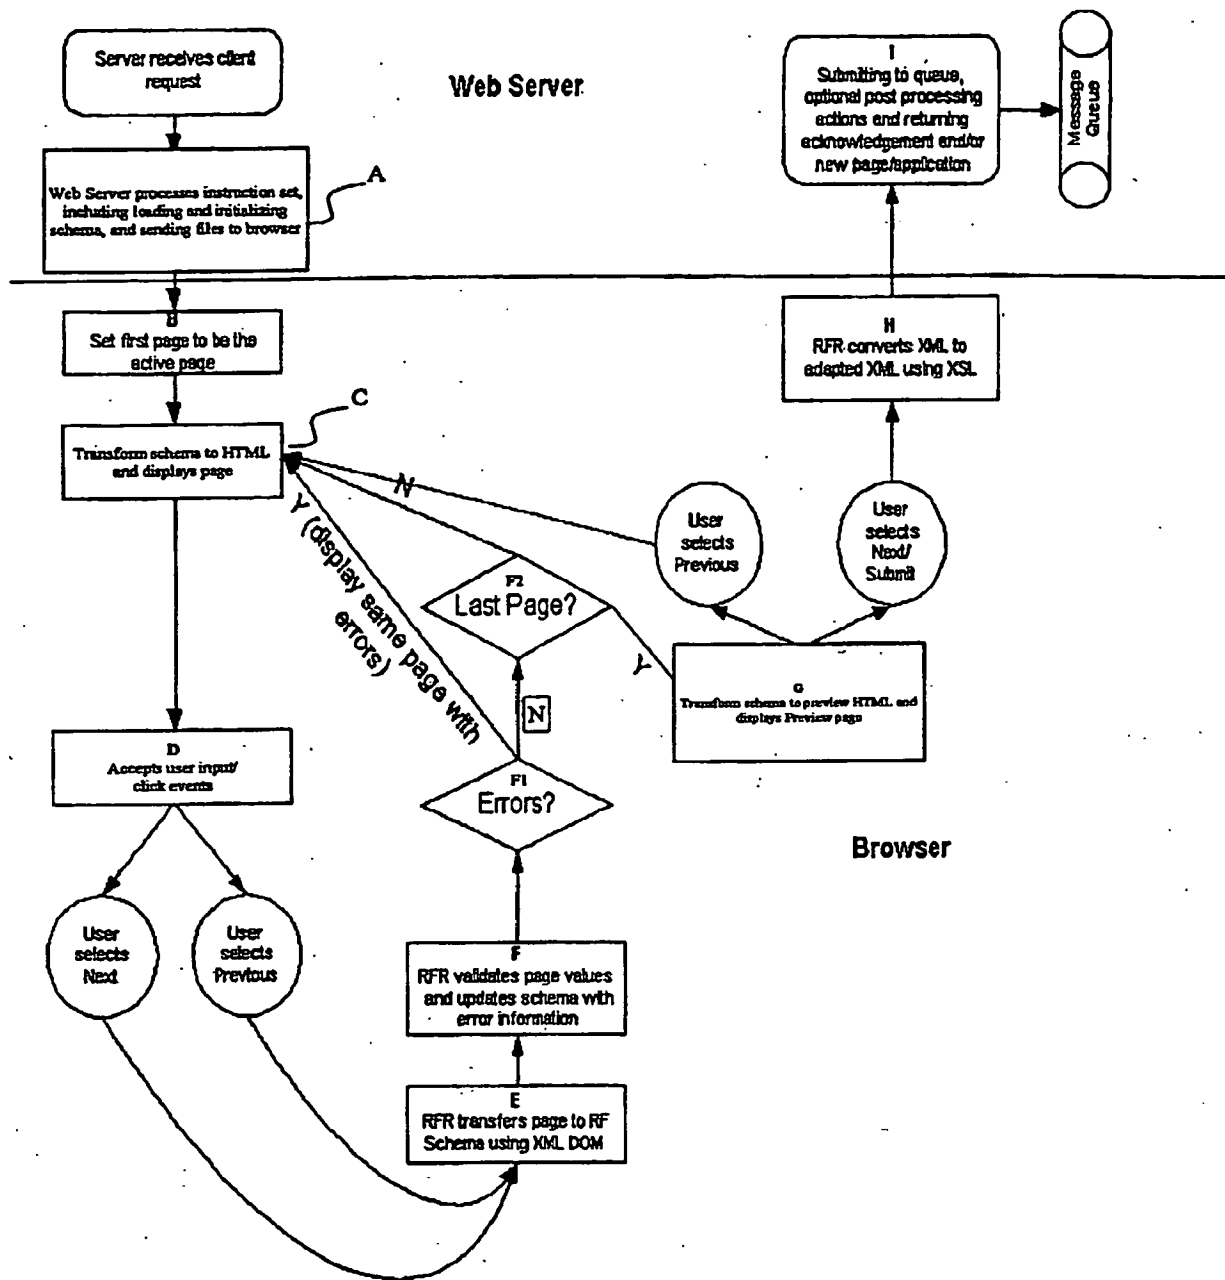 Server receives client
request
Web Server
A
Web Server processes instruction set,
including loading and initializing
schema, and sending files to browser
I
Submitting to queue,
optional post processing
actions and returning
acknowledgement and/or
new page/application
Message
Queue
B
Set first page to be the
active page
C
Transform schema to HTML
and displays page
H
RFR converts XML to
adapted XML using XSL
N
Y (display same page with
errors)
User
selects
Previous
User
selects
Next/
Submit
F2
Last Page?
Y
G
Transform schema to preview HTML and
displays Preview page
N
D
Accepts user input/
click events
F1
Errors?
Browser
User
selects
Next
User
selects
Previous
F
RFR validates page values
and updates schema with
error information
E
RFR transfers page to RF
Schema using XML DOM